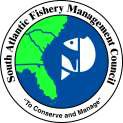 South Atlantic Fishery Management Council
"To Conserve and Manage"